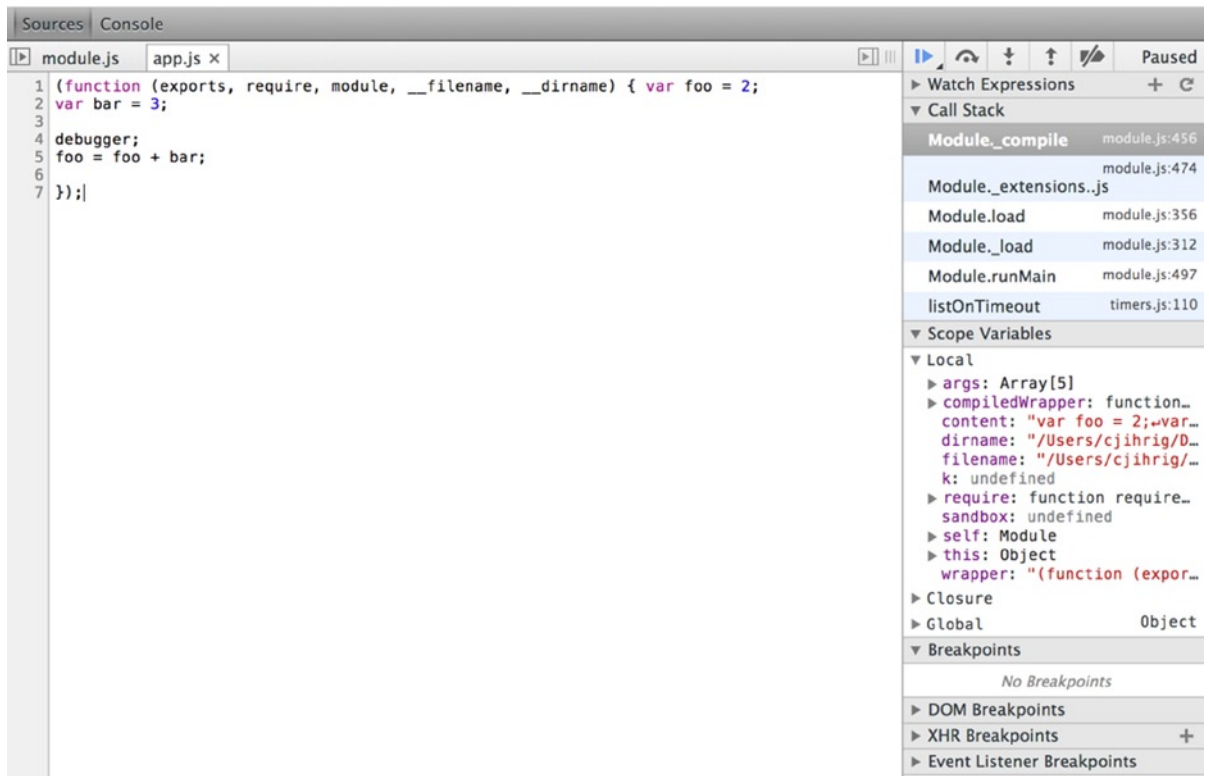 Sources Console
module.js app.js ×
1 (function (exports, require, module, __filename, __dirname) { var foo = 2;
2 var bar = 3;
3
4 debugger;
5 foo = foo + bar;
6
7 });
Paused
Watch Expressions + C
Call Stack
Module._compile module.js:456
module.js:474
Module._extensions..js
Module.load module.js:356
Module._load module.js:312
Module.runMain module.js:497
listOnTimeout timers.js:110
Scope Variables
Local
args: Array[5]
compiledWrapper: function…
content: "var foo = 2;↵var…
dirname: "/Users/cjihrig/D…
filename: "/Users/cjihrig/…
k: undefined
require: function require…
sandbox: undefined
self: Module
this: Object
wrapper: "(function (expor…
Closure
Global Object
Breakpoints
No Breakpoints
DOM Breakpoints
XHR Breakpoints +
Event Listener Breakpoints